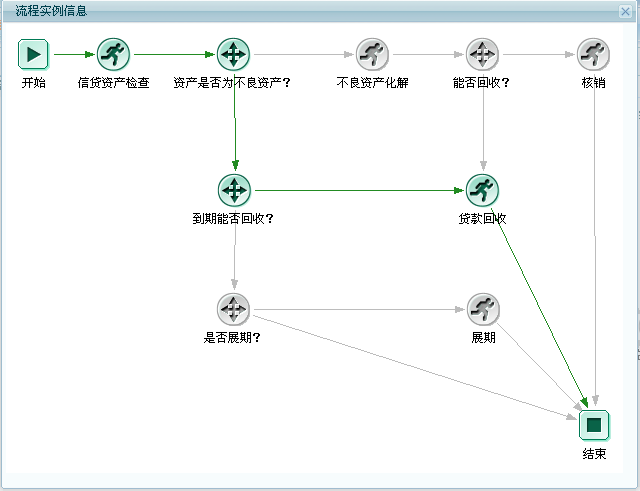 流程实例信息
开始
信贷资产检查
资产是否为不良资产?
不良资产化解
能否回收?
核销
到期能否回收?
贷款回收
是否展期?
展期
结束